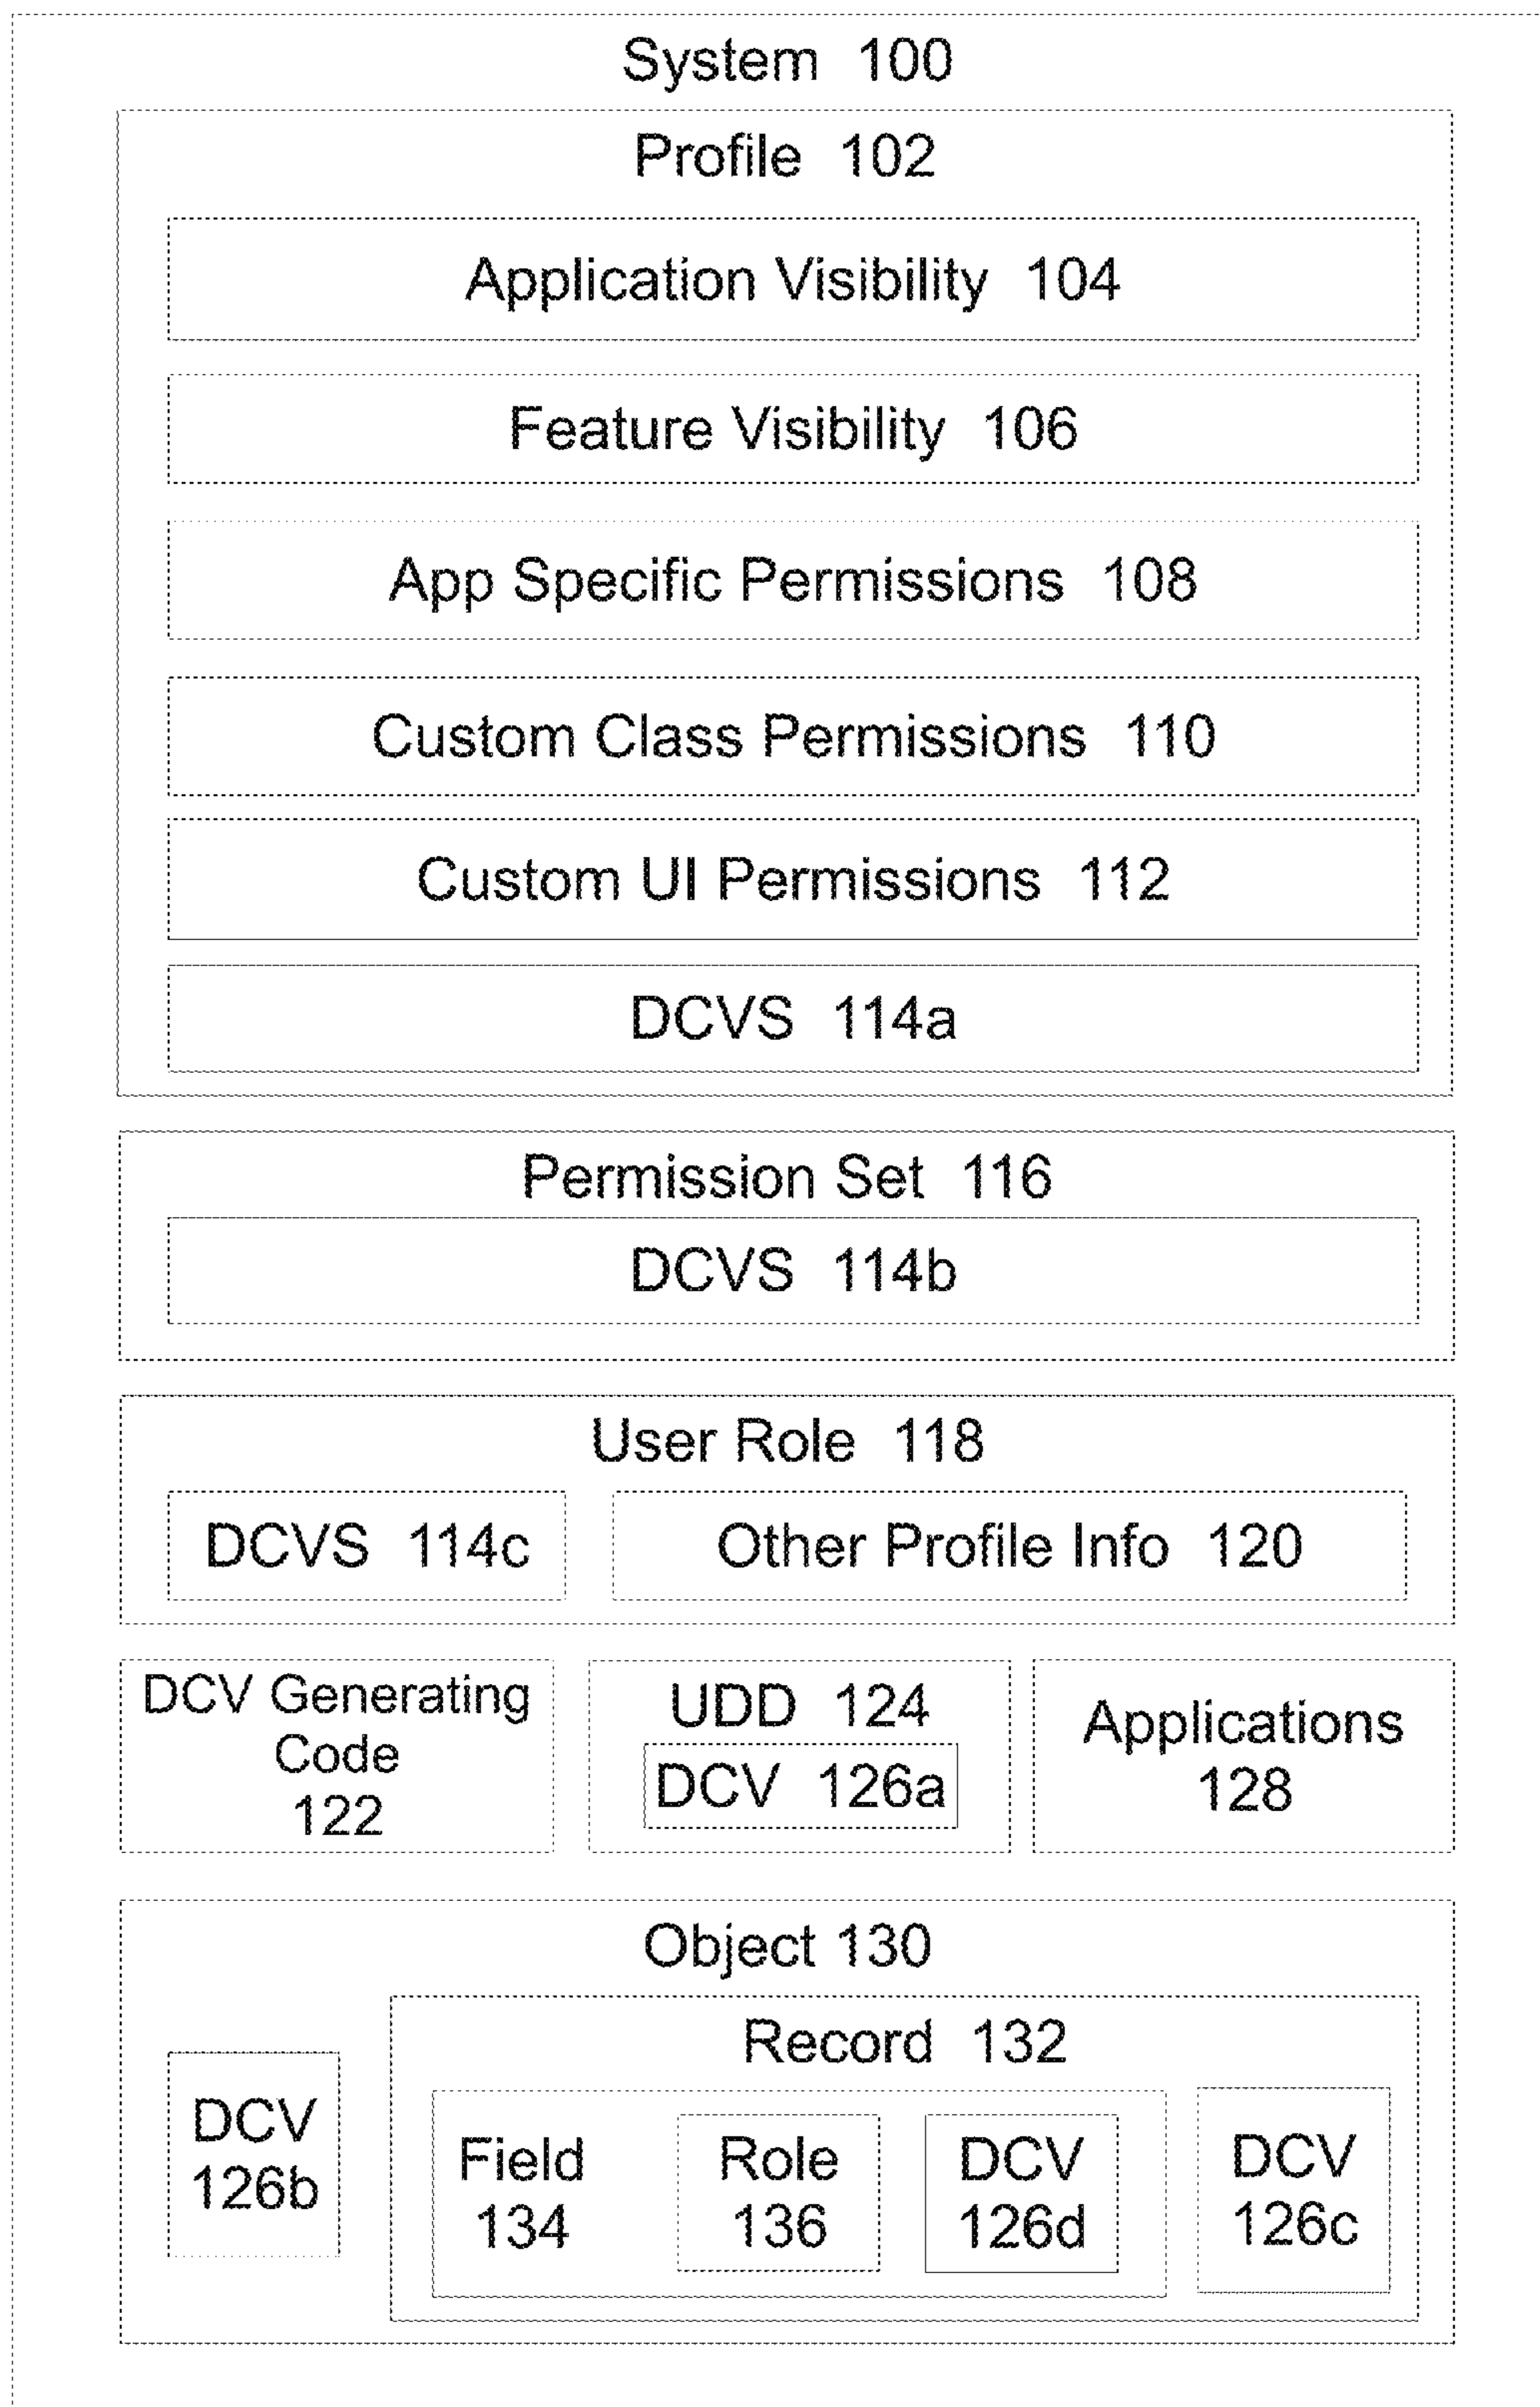 System 100
Profile 102
Application Visibility 104
Feature Visibility 106
App Specific Permissions 108
Custom Class Permissions 110
Custom UI Permissions 112
DCVS 114a
Permission Set 116
DCVS 114b
User Role 118
DCVS 114c
Other Profile Info 120
DCV Generating
Code
122
UDD 124
DCV 126a
Applications
128
Object 130
DCV
126b
Record 132
Field
134
Role
136
DCV
126d
DCV
126c